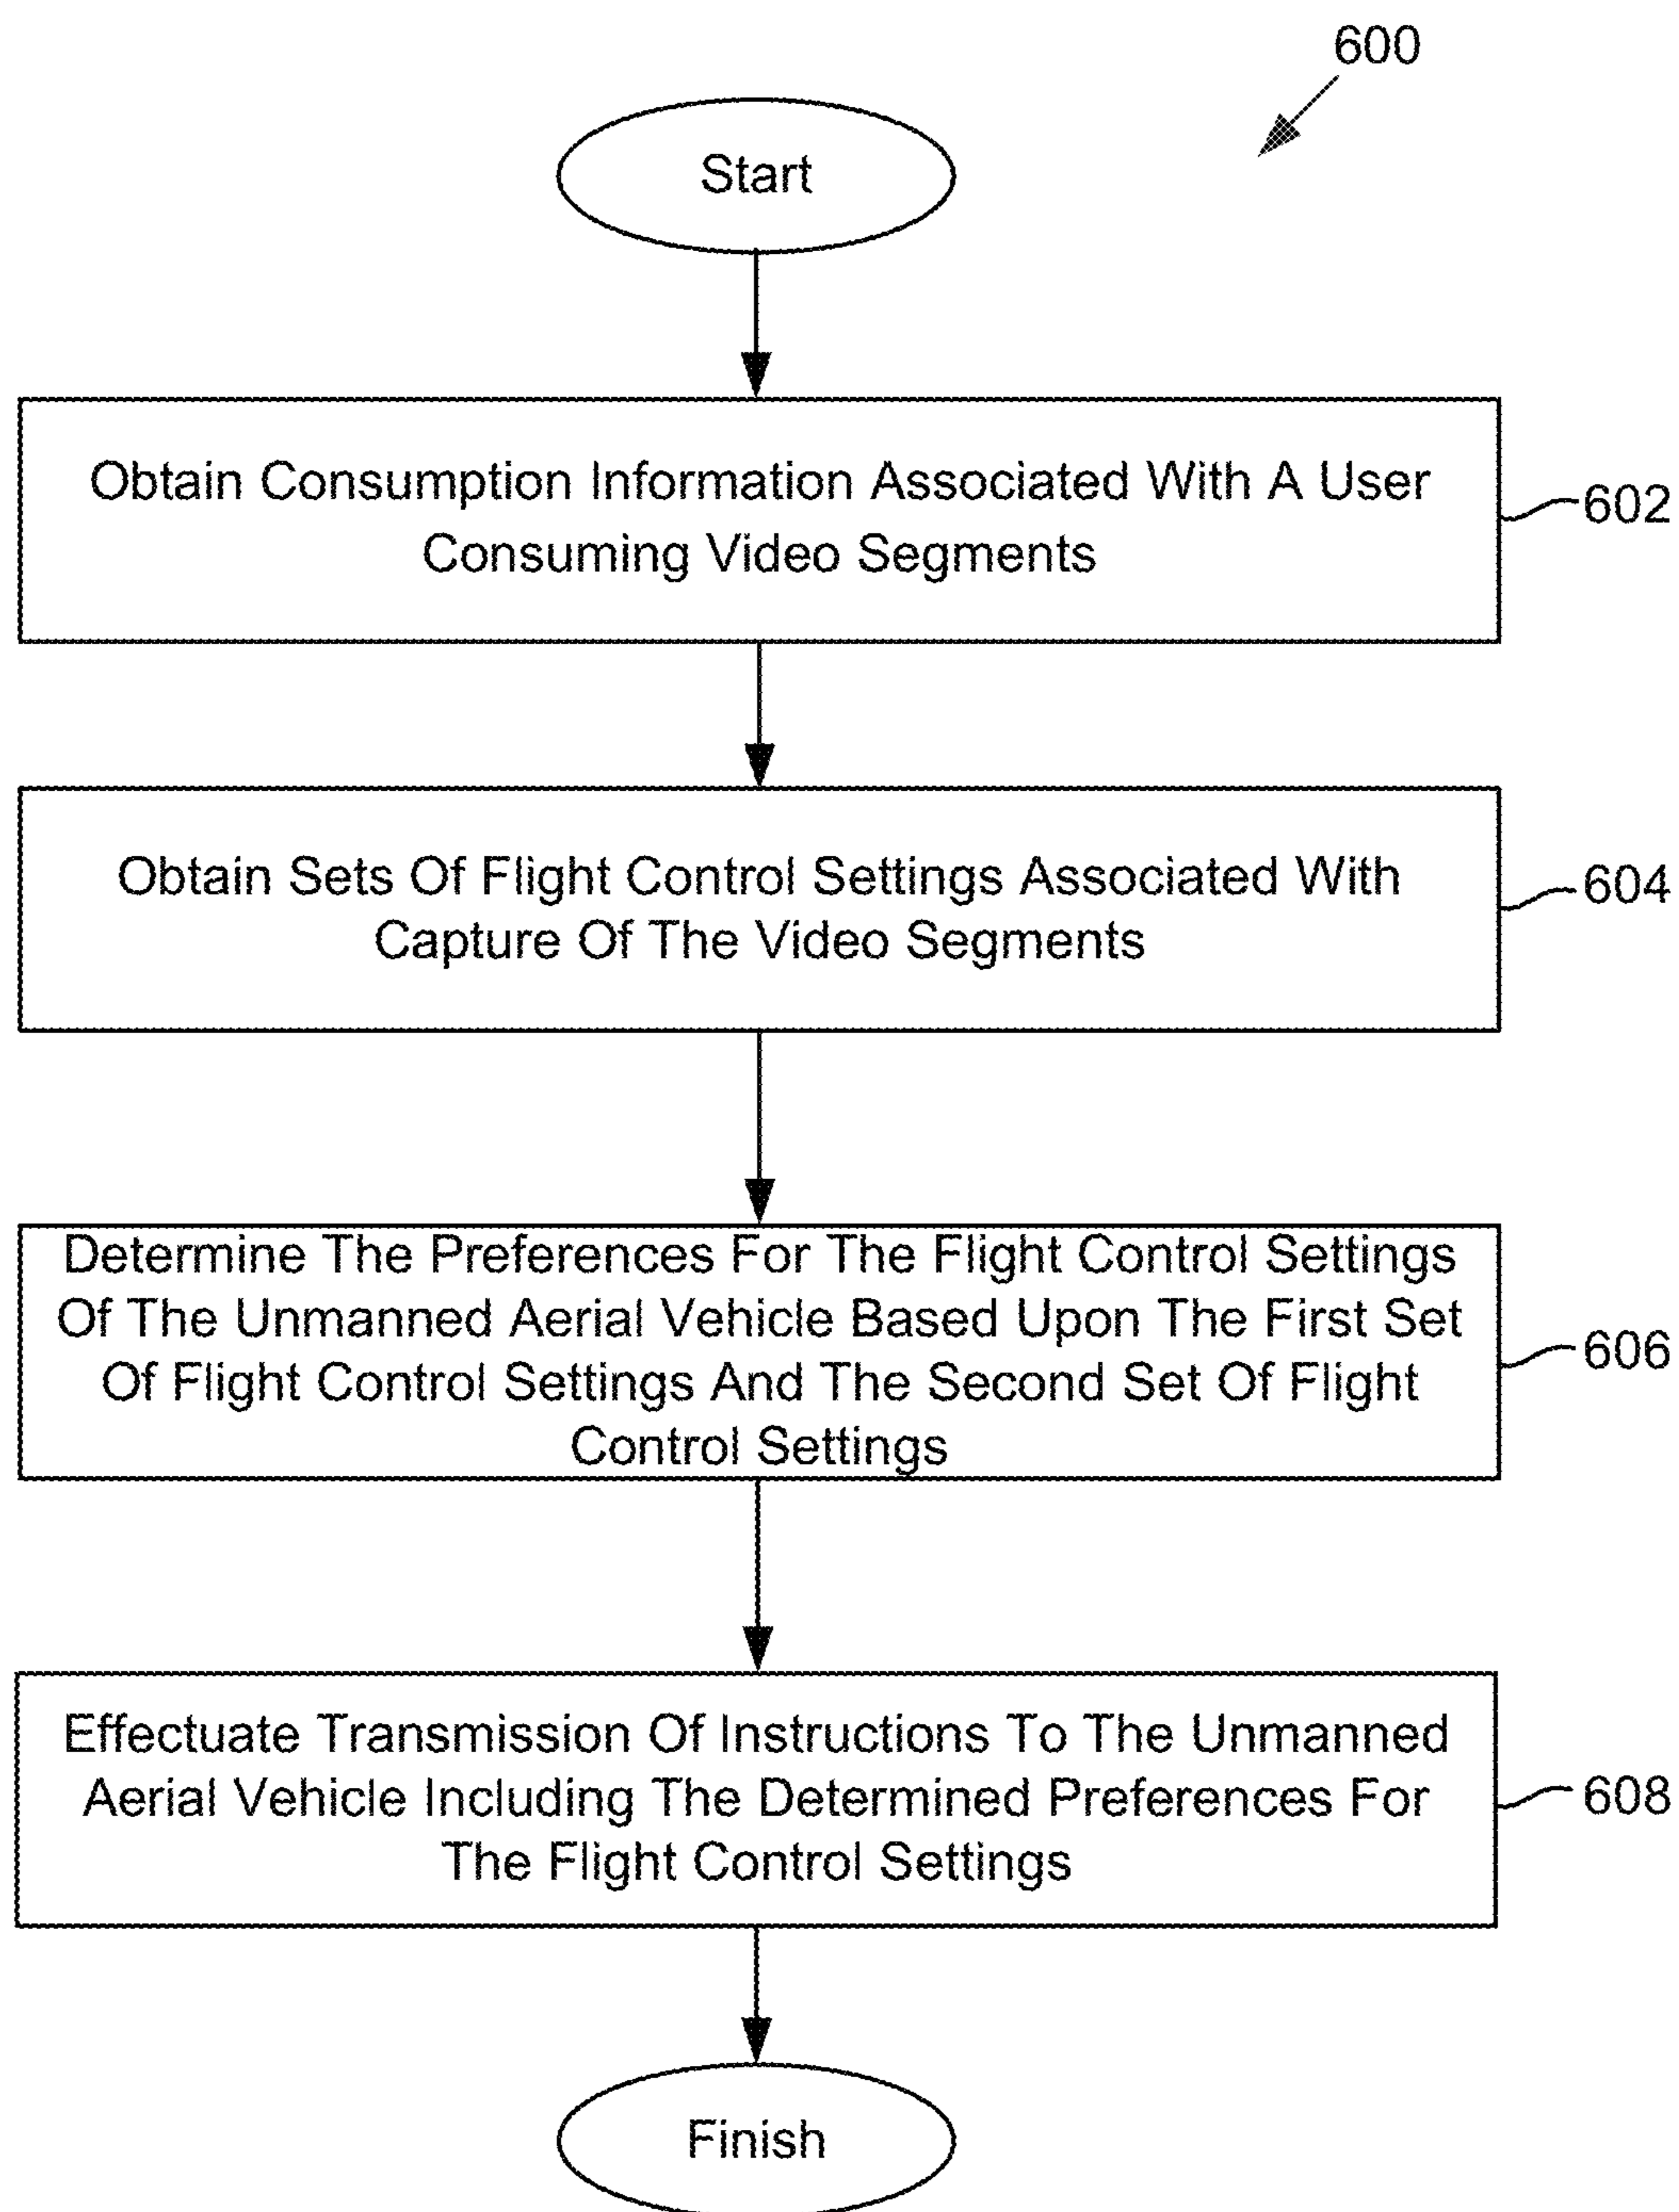 600
Start
Obtain Consumption Information Associated With A User
Consuming Video Segments
602
Obtain Sets Of Flight Control Settings Associated With
Capture Of The Video Segments
604
Determine The Preferences For The Flight Control Settings
Of The Unmanned Aerial Vehicle Based Upon The First Set
Of Flight Control Settings And The Second Set Of Flight
Control Settings
606
Effectuate Transmission Of Instructions To The Unmanned
Aerial Vehicle Including The Determined Preferences For
The Flight Control Settings
608
Finish